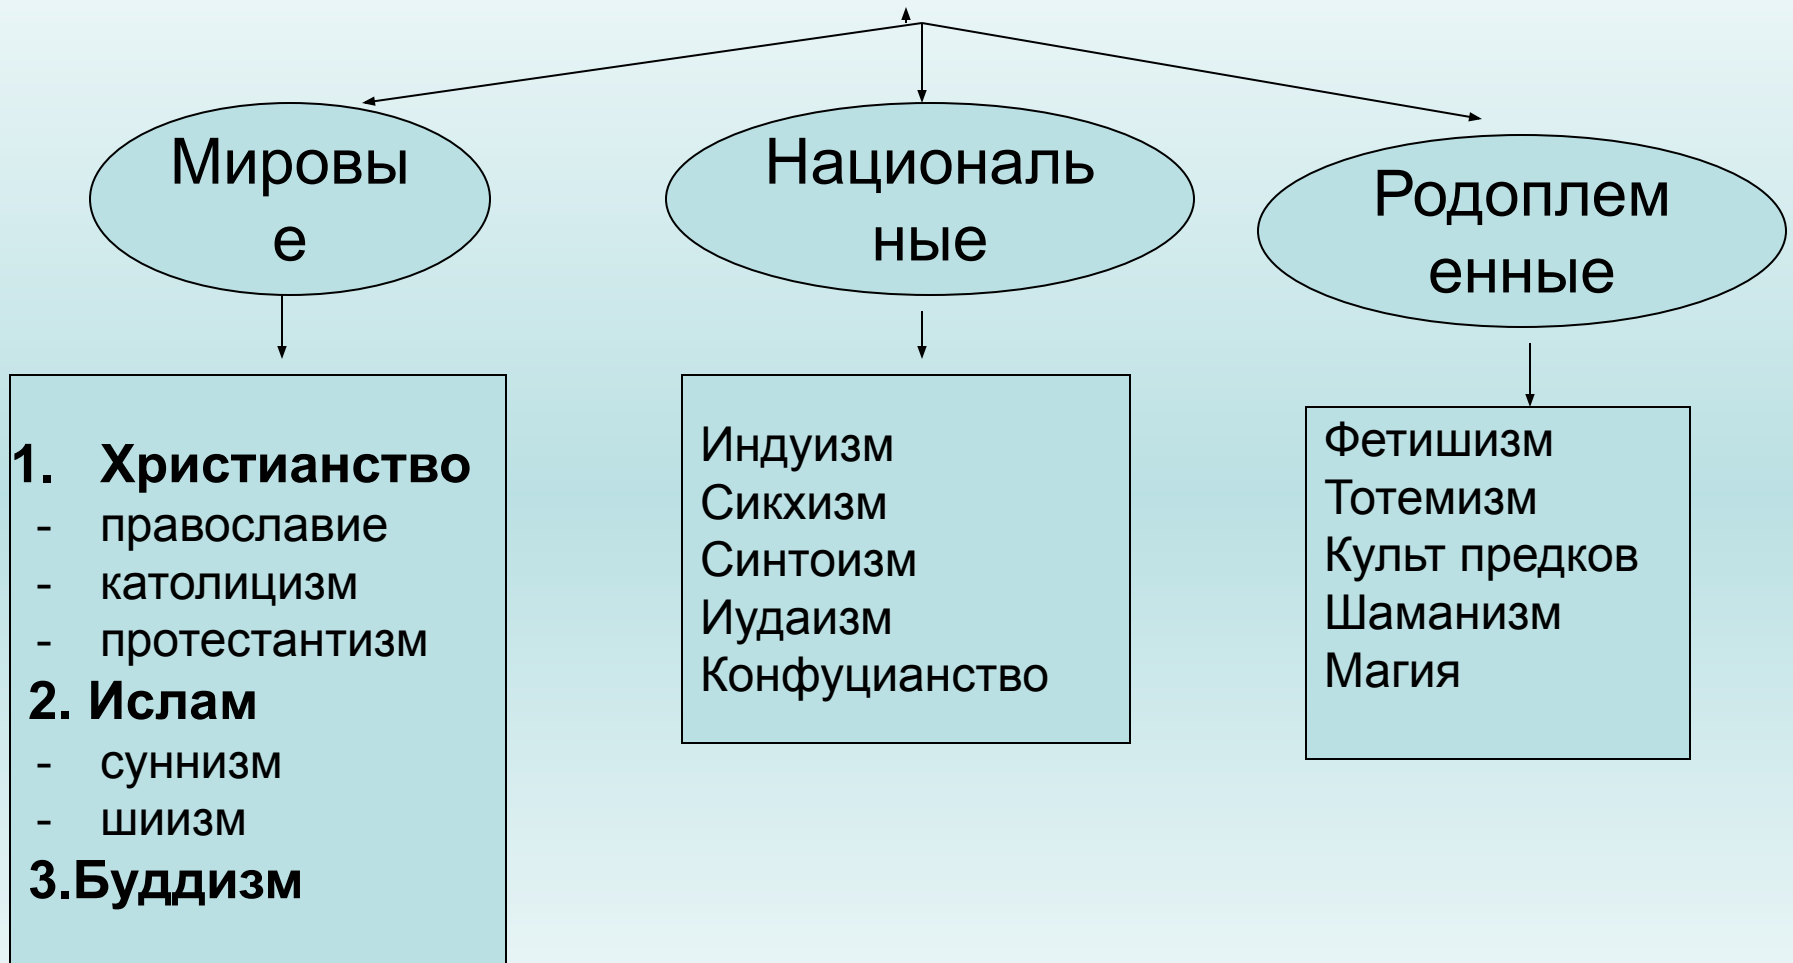 Мировы
е
Националь
ные
Родоплем
енные
1. Христианство
- православие
- католицизм
- протестантизм
2. Ислам
- суннизм
- шиизм
3.Буддизм
Индуизм
Сикхизм
Синтоизм
Иудаизм
Конфуцианство
Фетишизм
Тотемизм
Культ предков
Шаманизм
Магия